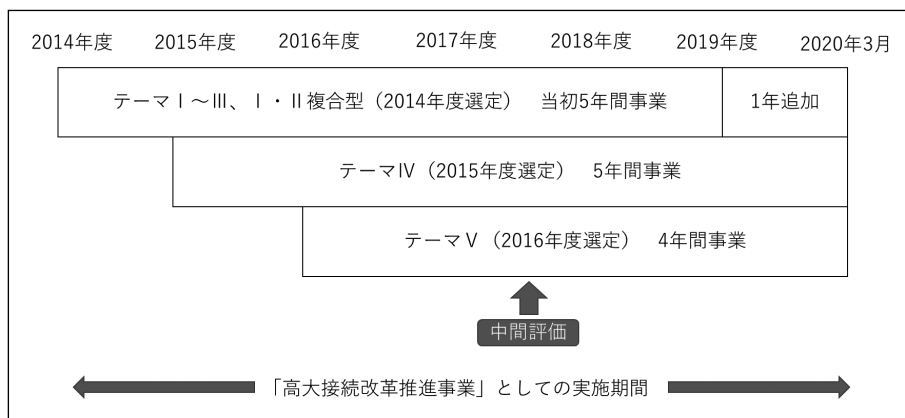 2014年度 2015年度 2016年度 2017年度 2018年度 2019年度 2020年3月
テーマⅠ～Ⅲ、Ⅰ・Ⅱ複合型（2014年度選定） 当初5年間事業 1年追加
テーマⅣ（2015年度選定） 5年間事業
テーマⅤ（2016年度選定） 4年間事業
中間評価
「高大接続改革推進事業」としての実施期間